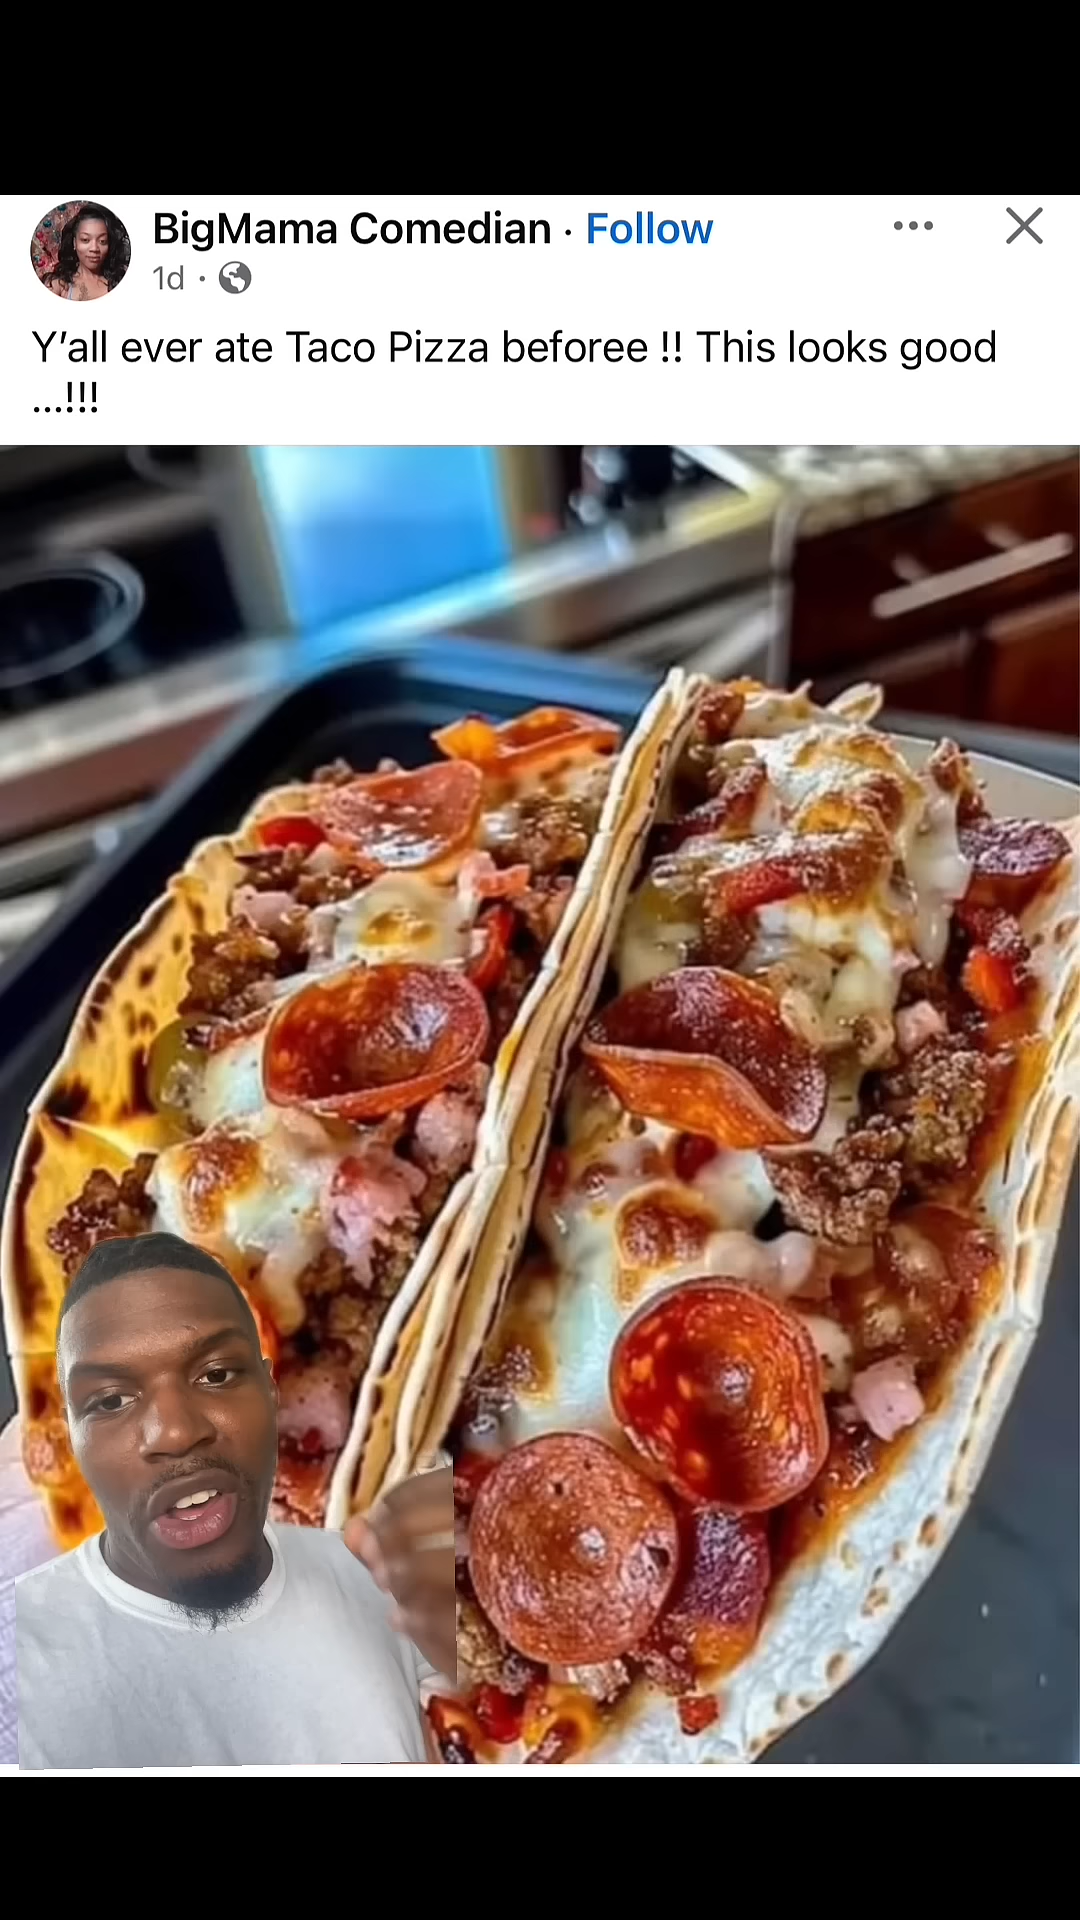 BigMama Comedian · Follow
1d ·
Y'all ever ate Taco Pizza beforee !! This looks good
...!!!